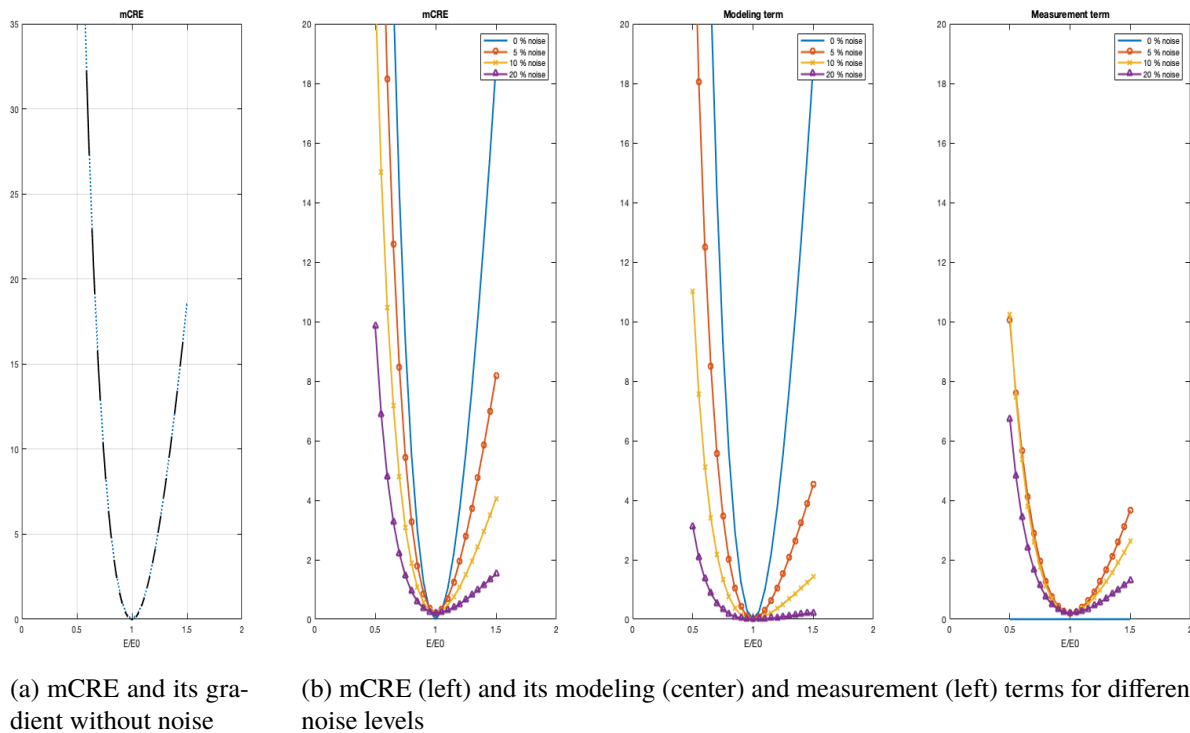 mCRE
35
30
25
20
15
10
5
0
0
0.5
1
1.5
2
E/E0
mCRE
20
18
16
14
12
10
8
6
4
2
0
0
0.5
1
1.5
2
E/E0
0 % noise
5 % noise
10 % noise
20 % noise
Modeling term
20
18
16
14
12
10
8
6
4
2
0
0
0.5
1
1.5
2
E/E0
0 % noise
5 % noise
10 % noise
20 % noise
Measurement term
20
18
16
14
12
10
8
6
4
2
0
0
0.5
1
1.5
2
E/E0
0 % noise
5 % noise
10 % noise
20 % noise
(a) mCRE and its gra-
dient without noise
(b) mCRE (left) and its modeling (center) and measurement (left) terms for differen
noise levels